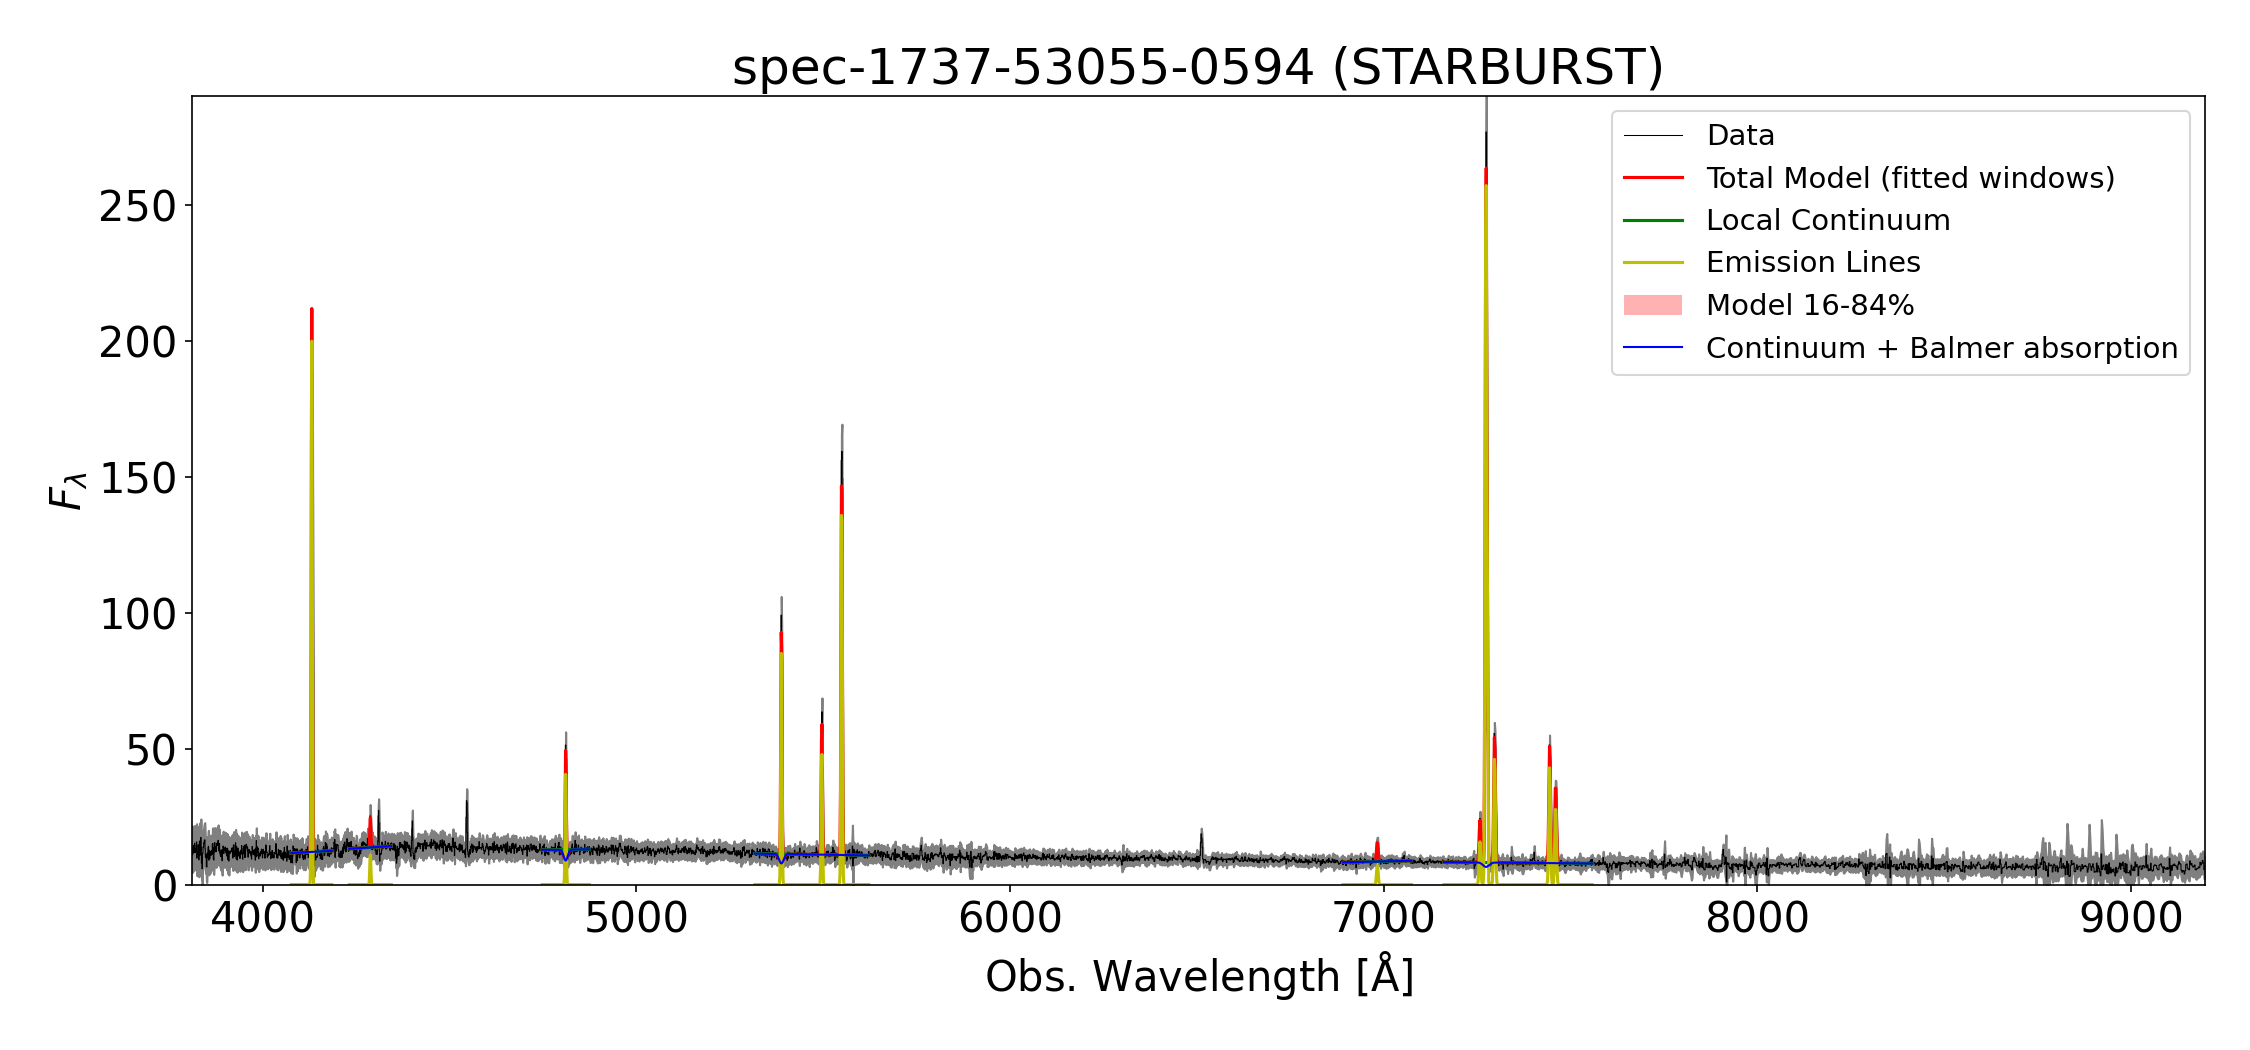 spec-1737-53055-0594 (STARBURST)
Data
Total Model (fitted windows)
Local Continuum
Emission Lines
Model 16-84%
Continuum + Balmer absorption
250
200
150
100
50
0
Fλ
4000 5000 6000 7000 8000 9000
Obs. Wavelength [Å]